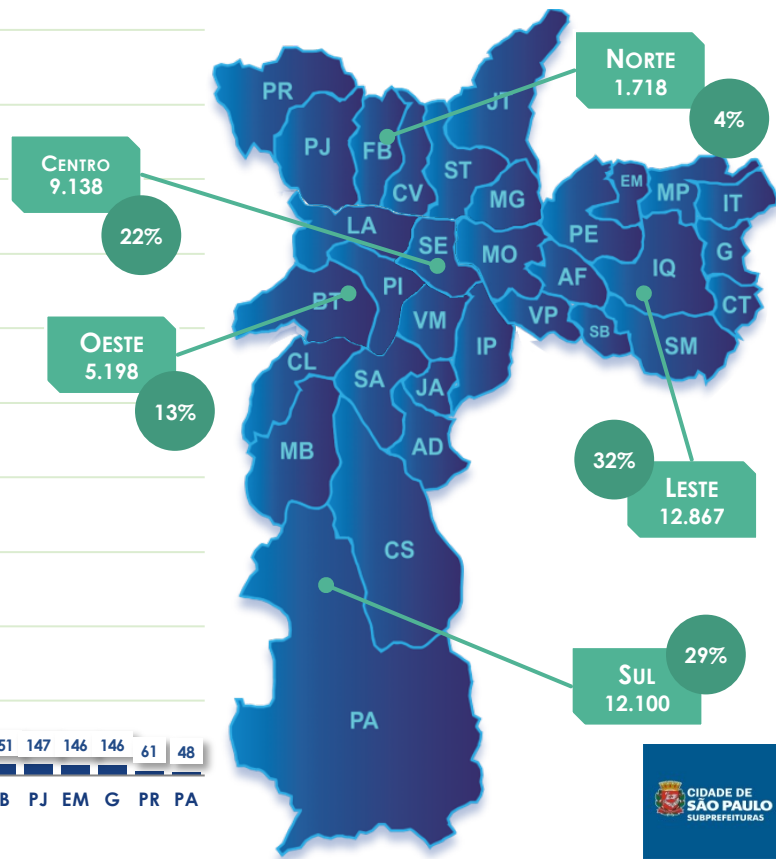 NORTE
1.718
4%
CENTRO
9.138
22%
OESTE
5.198
13%
32%
LESTE
12.867
29%
SUL
12.100
PR
PJ
FB
CV
JT
ST
MG
LA
SE
MO
PI
BT
EM
MP
IT
PE
G
IQ
AF
CT
VP
SB
SM
VM
IP
CL
SA
JA
MB
AD
CS
PA
51 147 146 146 61 48
B PJ EM G PR PA
CIDADE DE
SÃO PAULO
SUBPREFEITURAS